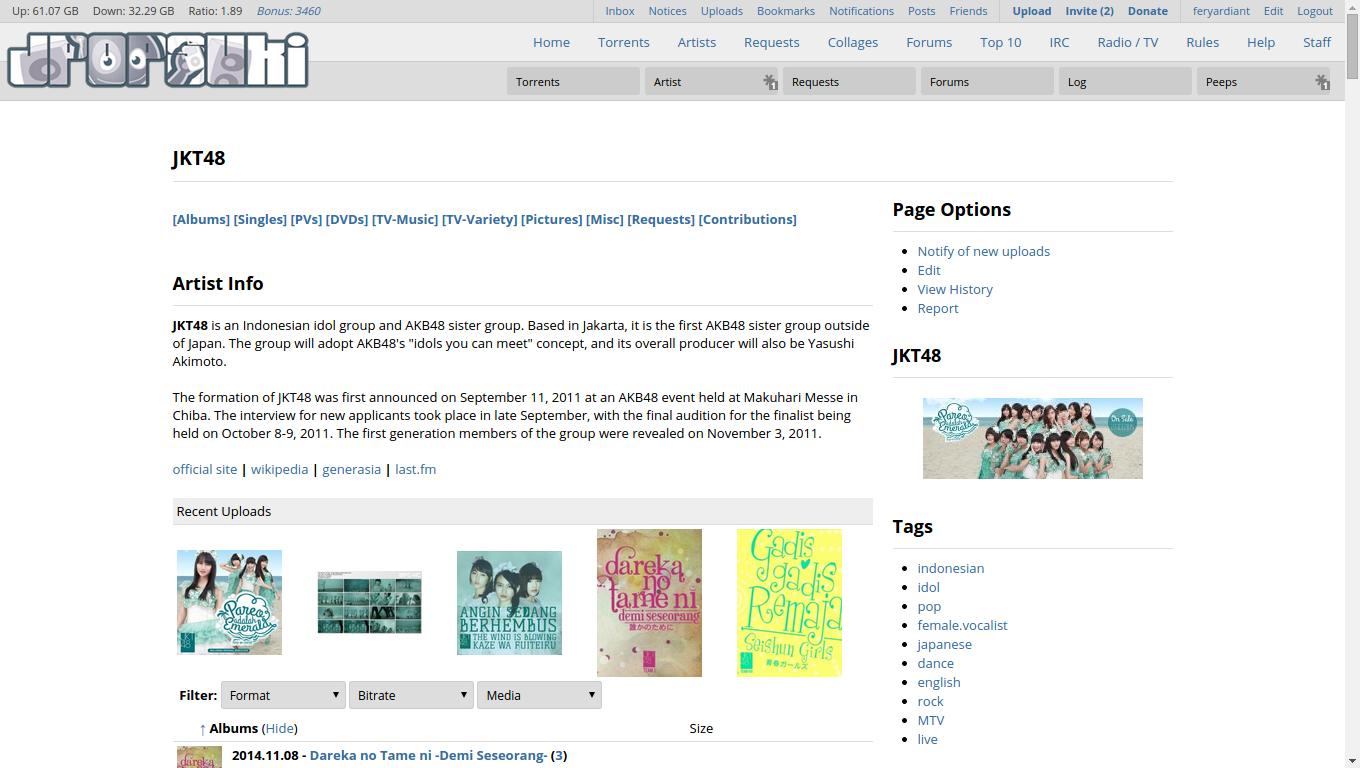 Up: 61.07 GB Down: 32.29 GB Ratio: 1.89 Bonus: 3460 Inbox Notices Uploads Bookmarks Notifications Posts Friends Upload Invite (2) Donate feryardiant Edit Logout
Home Torrents Artists Requests Collages Forums Top 10 IRC Radio / TV Rules Help Staff
Torrents Artist Requests Forums Log Peeps
JKT48
[Albums] [Singles] [PVs] [DVDs] [TV-Music] [TV-Variety] [Pictures] [Misc] [Requests] [Contributions]
Artist Info
JKT48 is an Indonesian idol group and AKB48 sister group. Based in Jakarta, it is the first AKB48 sister group outside
of Japan. The group will adopt AKB48's "idols you can meet" concept, and its overall producer will also be Yasushi
Akimoto.
The formation of JKT48 was first announced on September 11, 2011 at an AKB48 event held at Makuhari Messe in
Chiba. The interview for new applicants took place in late September, with the final audition for the finalist being
held on October 8-9, 2011. The first generation members of the group were revealed on November 3, 2011.
official site | wikipedia | generasia | last.fm
Recent Uploads
Pareo
adalah
Emerald
ANGIN SEDANG
BERHEMBUS
THE WIND IS BLOWING
KAZE WA FUITEIRU
dareka
no
tame ni
demi seseorang
誰かのために
Gadis
gadis
Remaja
Seishun Girls
青春ガールズ
Filter: Format Bitrate Media
↑ Albums (Hide) Size
2014.11.08 - Dareka no Tame ni -Demi Seseorang- (3)
Page Options
Notify of new uploads
Edit
View History
Report
JKT48
Pareo
adalah
Emerald
On Sale
Tags
indonesian
idol
pop
female.vocalist
japanese
dance
english
rock
MTV
live